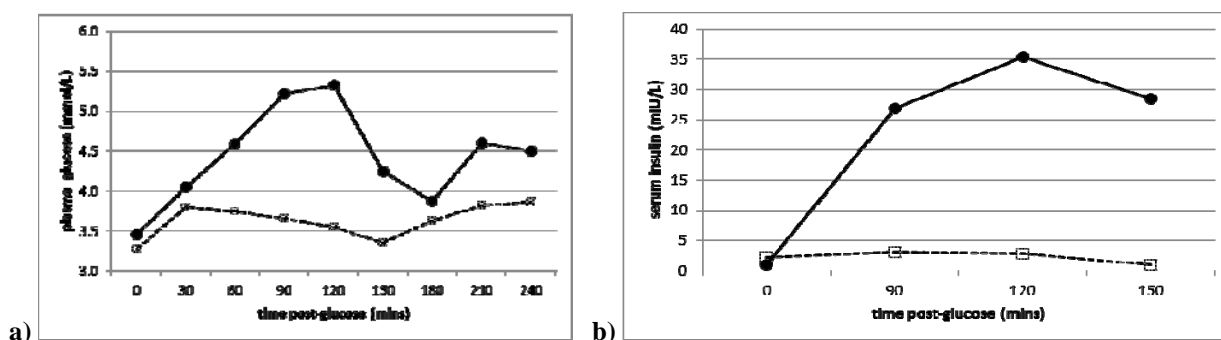 6.0
5.5
5.0
4.5
4.0
3.5
3.0
plasma glucose (mmol/L)
0 30 60 90 120 150 180 210 240
time post-glucose (mins)
a)
40
35
30
25
20
15
10
5
0
serum insulin (mIU/L)
0 90 120 150
time post-glucose (mins)
b)